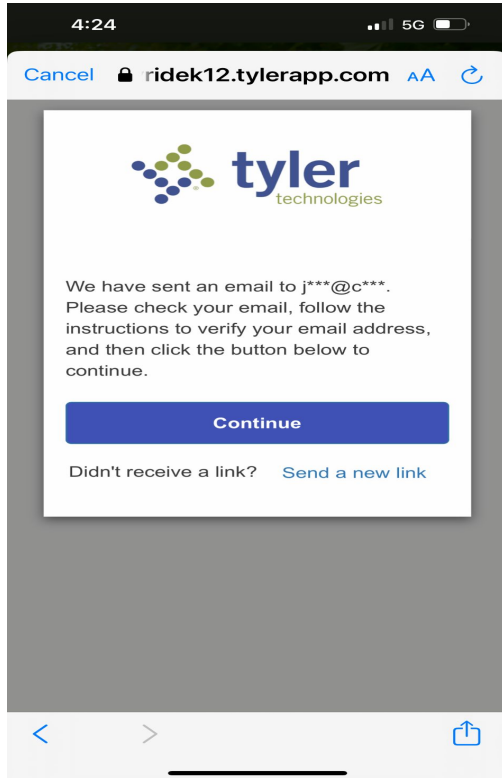 4:24
5G
Cancel ridek12.tylerapp.com AA
tyler
technologies
We have sent an email to j***@c***.
Please check your email, follow the
instructions to verify your email address,
and then click the button below to
continue.
Continue
Didn't receive a link? Send a new link